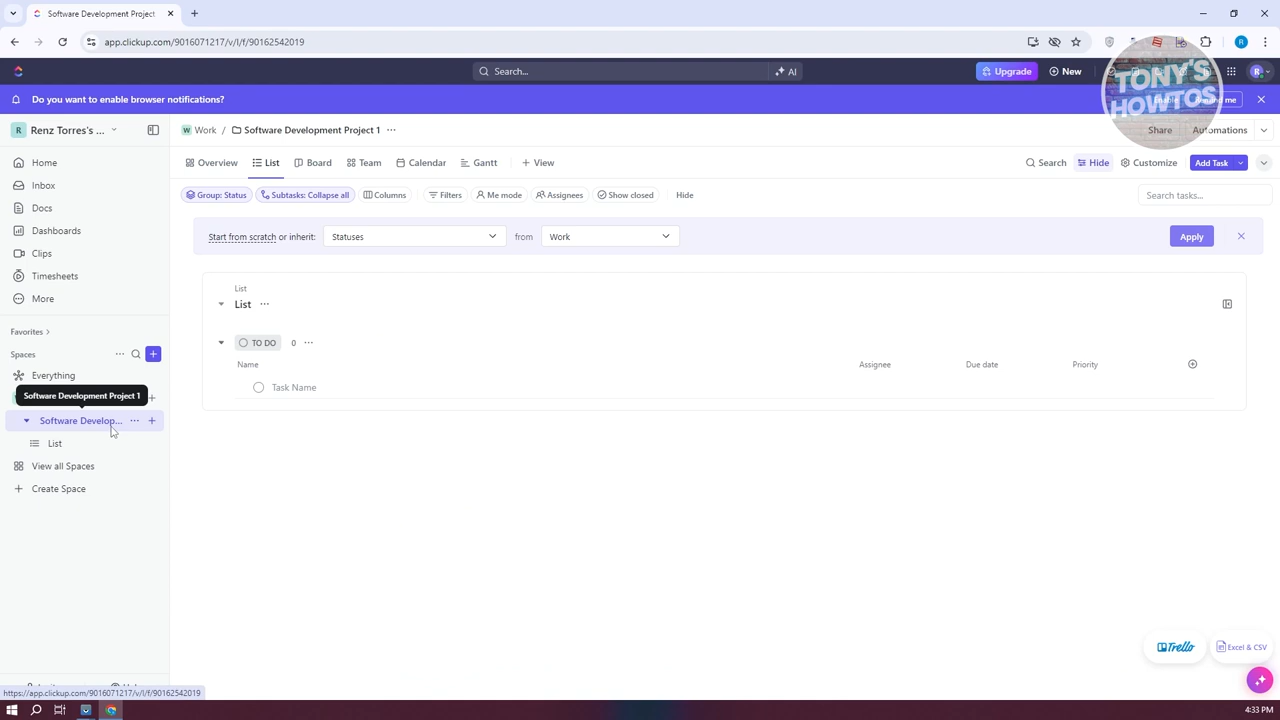 Software Development Project 1
app.clickup.com/9016071217/v/l/f/90162542019
R
Search...
AI
Upgrade
New
R
TONY'S
HOWTOS
Do you want to enable browser notifications?
Enable
Remind me
R
Renz Torres's ...
W Work / Software Development Project 1
Share
Automations
Home
Inbox
Docs
Dashboards
Clips
Timesheets
More
Favorites
Spaces
Everything
Software Development Project 1
Software Develop...
List
View all Spaces
Create Space
Overview
List
Board
Team
Calendar
Gantt
+ View
Search
Hide
Customize
Add Task
Group: Status
Subtasks: Collapse all
Columns
Filters
Me mode
Assignees
Show closed
Hide
Search tasks...
Start from scratch or inherit:
Statuses
from
Work
Apply
List
List
TO DO
0
Name
Assignee
Due date
Priority
Task Name
Trello
Excel & CSV
https://app.clickup.com/9016071217/v/l/f/90162542019
4:33 PM